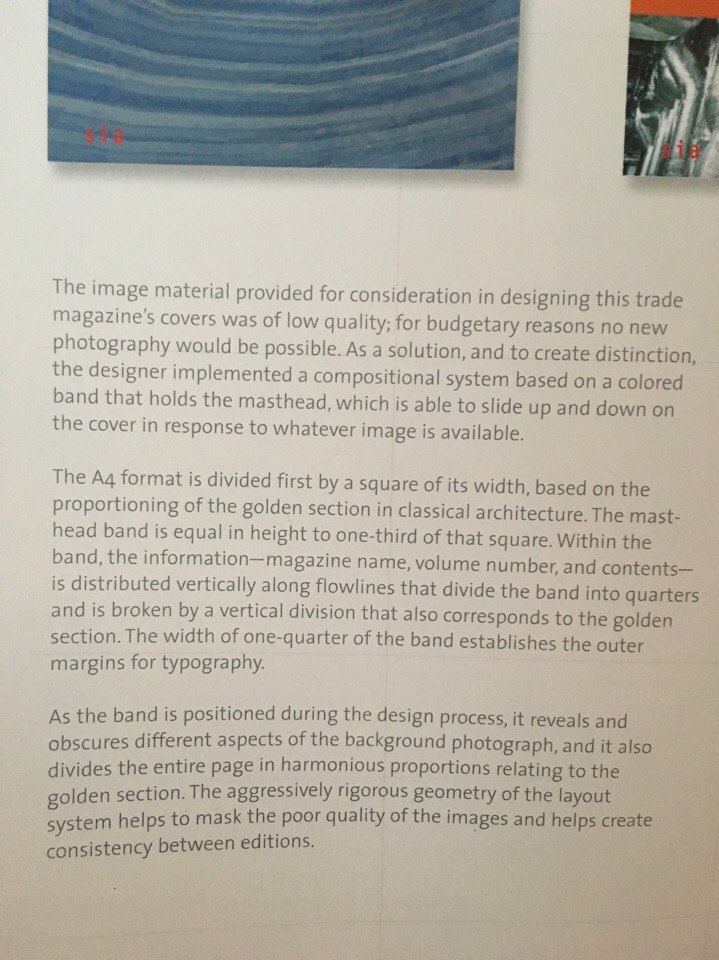 sia
sia
The image material provided for consideration in designing this trade
magazine's covers was of low quality; for budgetary reasons no new
photography would be possible. As a solution, and to create distinction,
the designer implemented a compositional system based on a colored
band that holds the masthead, which is able to slide up and down on
the cover in response to whatever image is available.
The A4 format is divided first by a square of its width, based on the
proportioning of the golden section in classical architecture. The mast-
head band is equal in height to one-third of that square. Within the
band, the information—magazine name, volume number, and contents—
is distributed vertically along flowlines that divide the band into quarters
and is broken by a vertical division that also corresponds to the golden
section. The width of one-quarter of the band establishes the outer
margins for typography.
As the band is positioned during the design process, it reveals and
obscures different aspects of the background photograph, and it also
divides the entire page in harmonious proportions relating to the
golden section. The aggressively rigorous geometry of the layout
system helps to mask the poor quality of the images and helps create
consistency between editions.